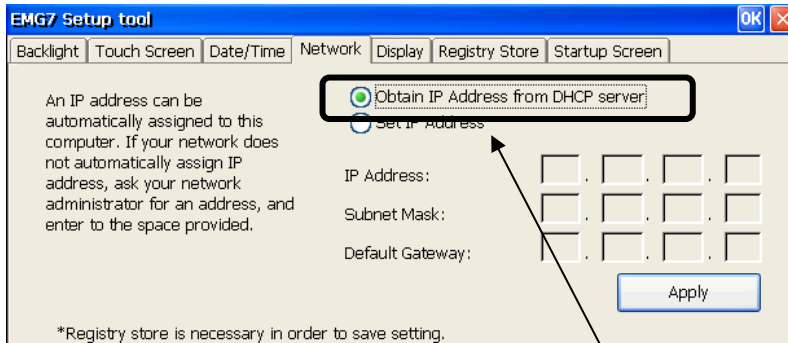 EMG7 Setup tool
OK
Backlight Touch Screen Date/Time Network Display Registry Store Startup Screen
An IP address can be
automatically assigned to this
computer. If your network does
not automatically assign IP
address, ask your network
administrator for an address, and
enter to the space provided.
Obtain IP Address from DHCP server
Set IP Address
IP Address:
Subnet Mask:
Default Gateway:
Apply
*Registry store is necessary in order to save setting.